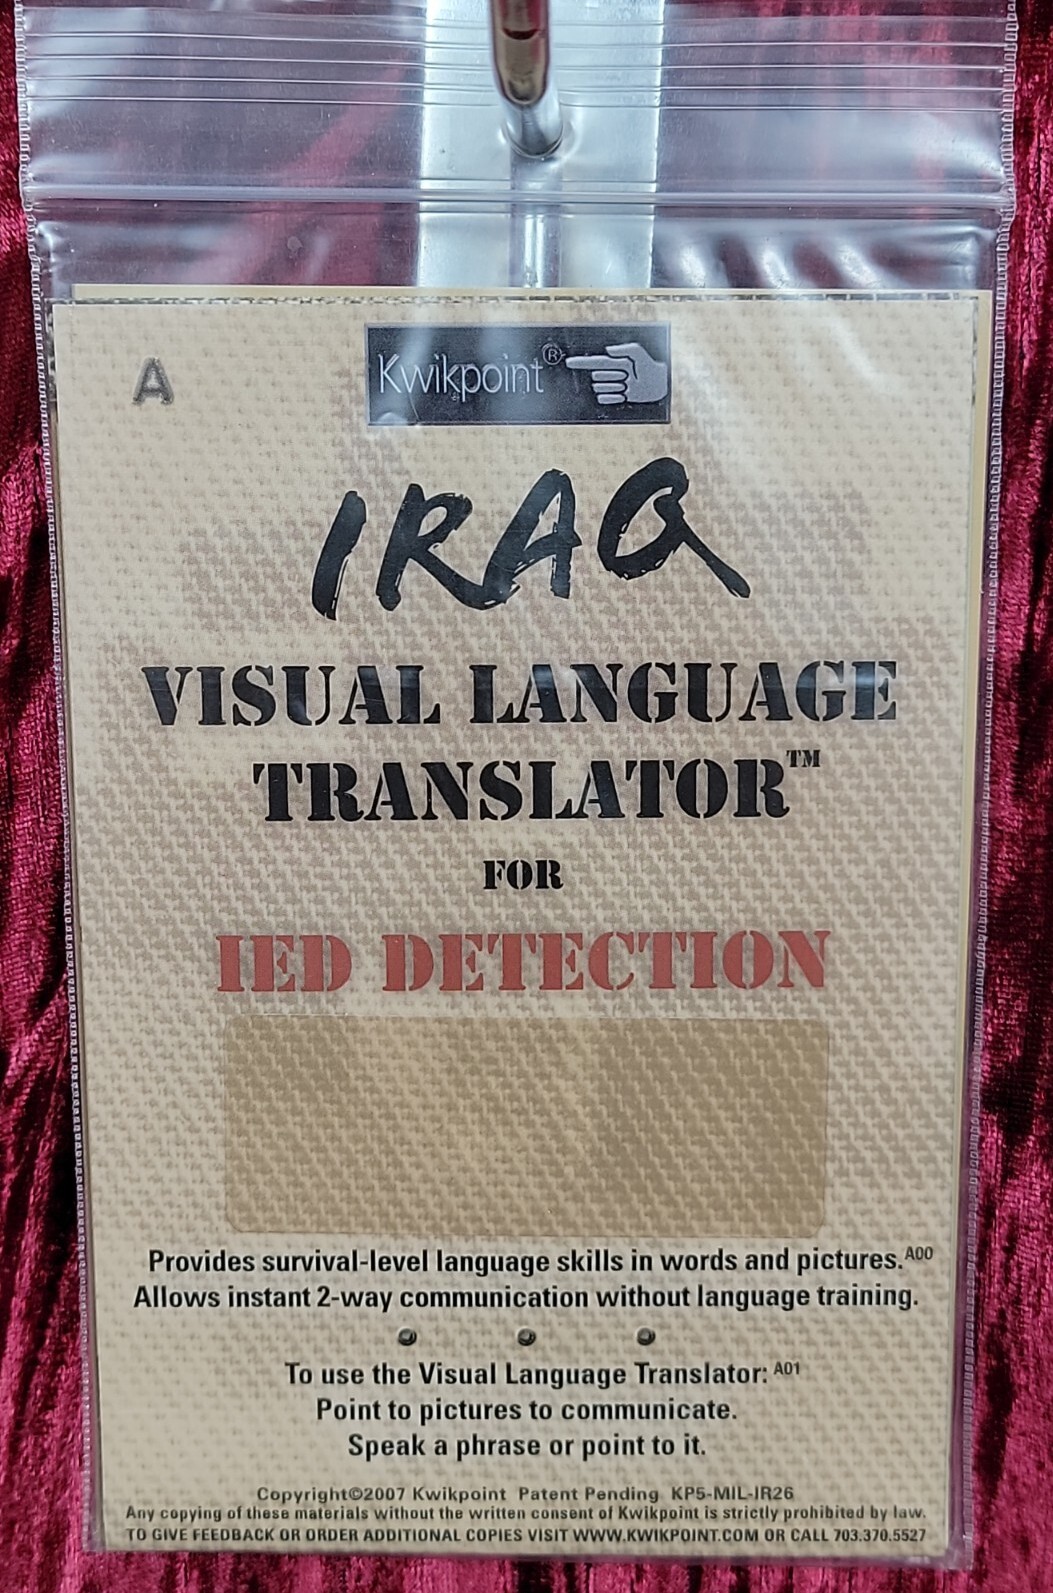 A
Kwikpoint®
IRAQ
VISUAL LANGUAGE
TRANSLATOR™
FOR
IED DETECTION
Provides survival-level language skills in words and pictures.A00
Allows instant 2-way communication without language training.
To use the Visual Language Translator: A01
Point to pictures to communicate.
Speak a phrase or point to it.
Copyright©2007 Kwikpoint Patent Pending KP5-MIL-IR26
Any copying of these materials without the written consent of Kwikpoint is strictly prohibited by law.
TO GIVE FEEDBACK OR ORDER ADDITIONAL COPIES VISIT WWW.KWIKPOINT.COM OR CALL 703.370.5527